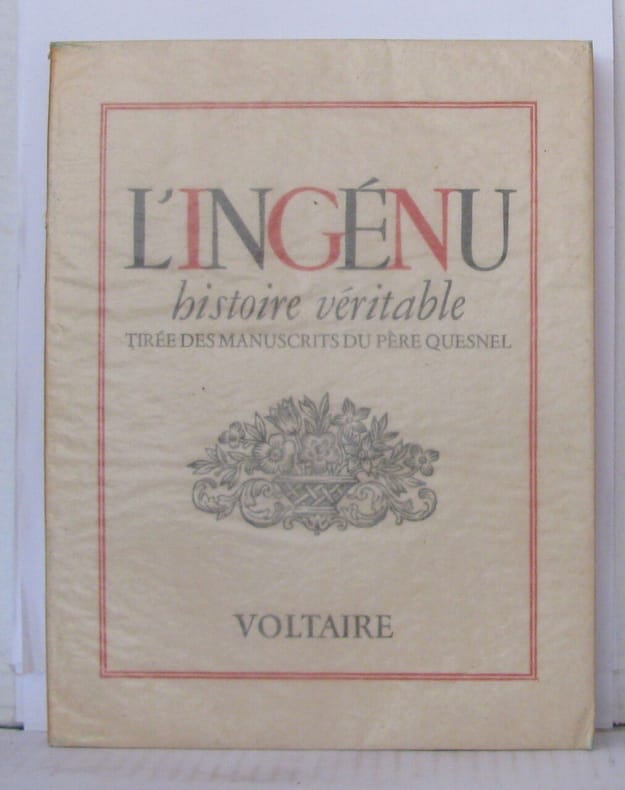 L'INGÉNU
histoire véritable
TIRÉE DES MANUSCRITS DU PÈRE QUESNEL
VOLTAIRE